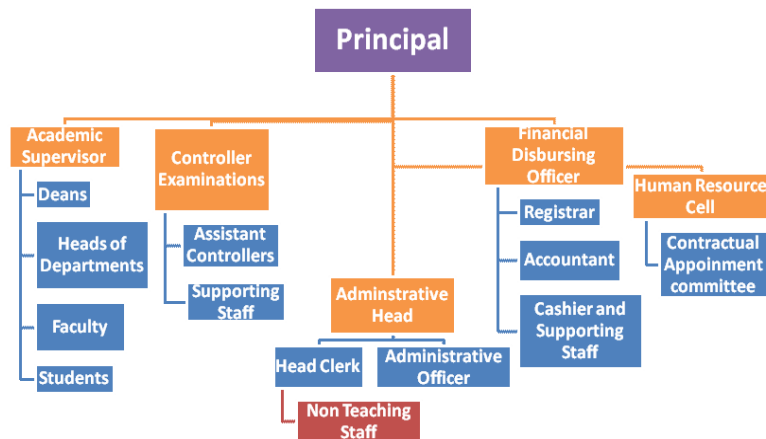 Principal
Academic
Supervisor
Deans
Heads of
Departments
Faculty
Students
Controller
Examinations
Assistant
Controllers
Supporting
Staff
Adminstrative
Head
Head Clerk
Non Teaching
Staff
Administrative
Officer
Financial
Disbursing
Officer
Registrar
Accountant
Cashier and
Supporting
Staff
Human Resource
Cell
Contractual
Appoinment
committee